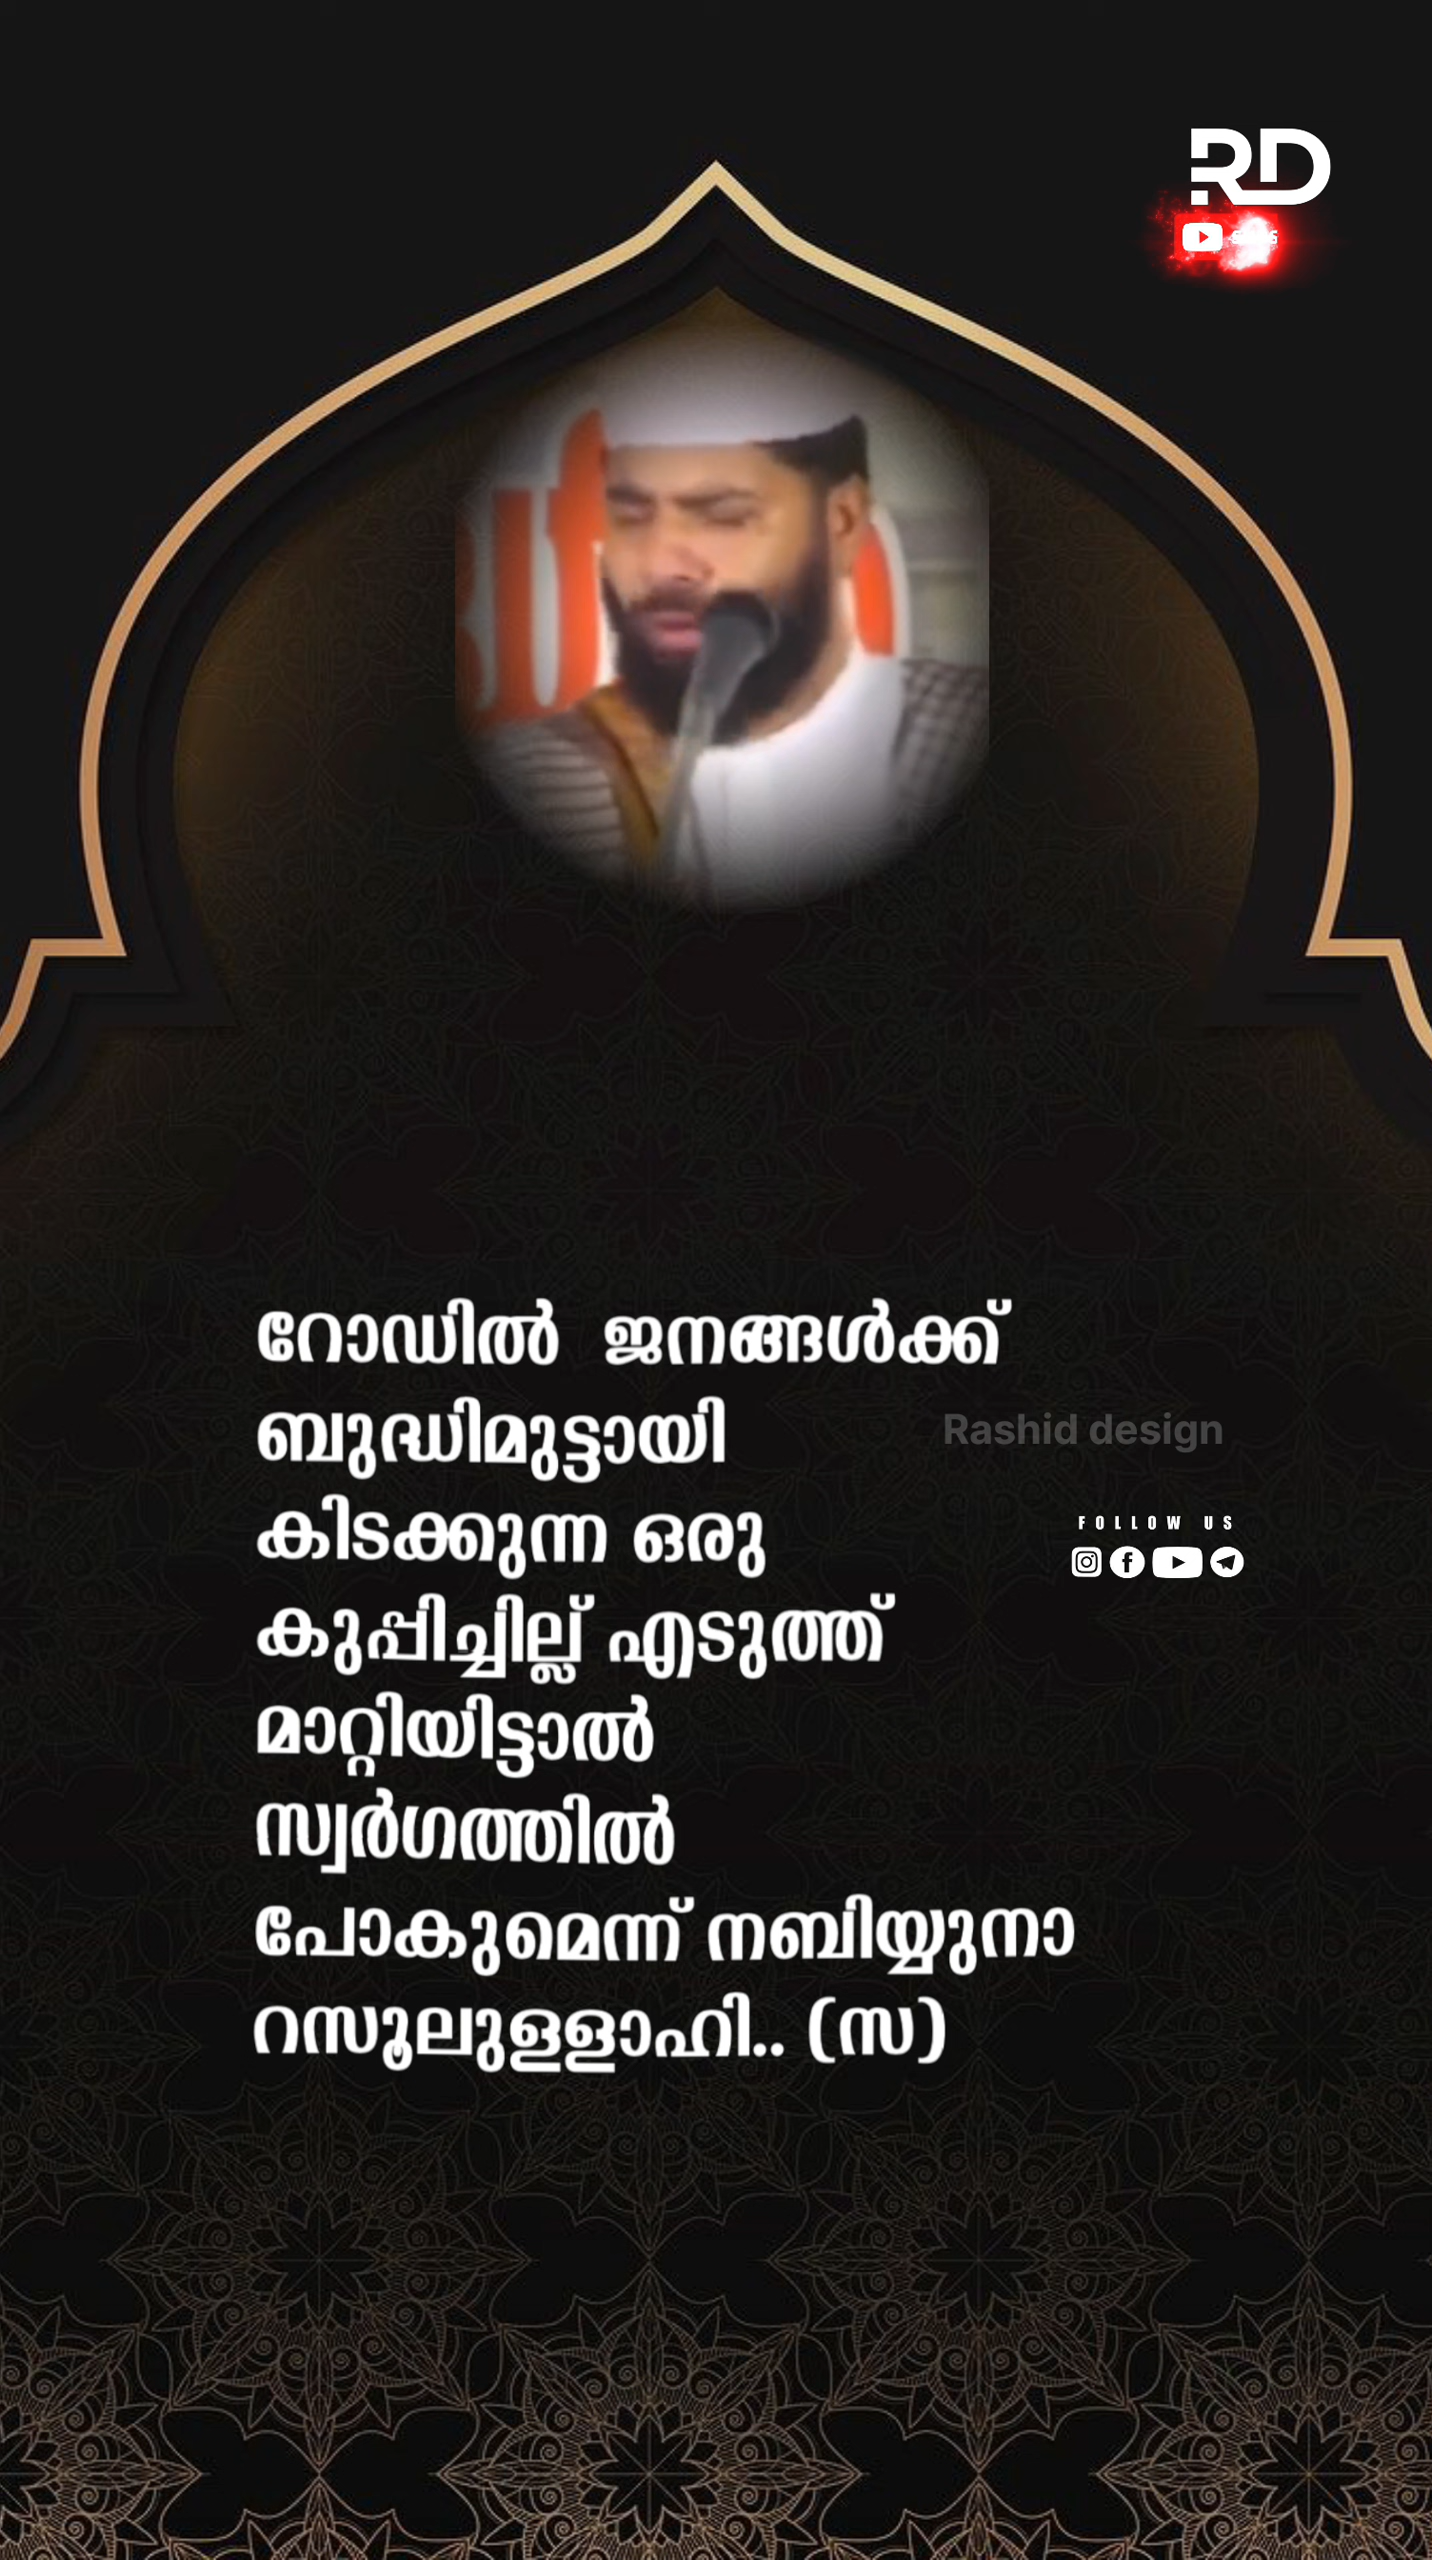 RD
റോഡിൽ ജനങ്ങൾക്ക്
ബുദ്ധിമുട്ടായി
Rashid design
കിടക്കുന്ന ഒരു
FOLLOW US
കുപ്പിച്ചില്ല് എടുത്ത്
മാറ്റിയിട്ടാൽ
സ്വർഗത്തിൽ
പോകുമെന്ന് നബിയ്യുനാ
റസൂലുള്ളാഹി.. (സ)